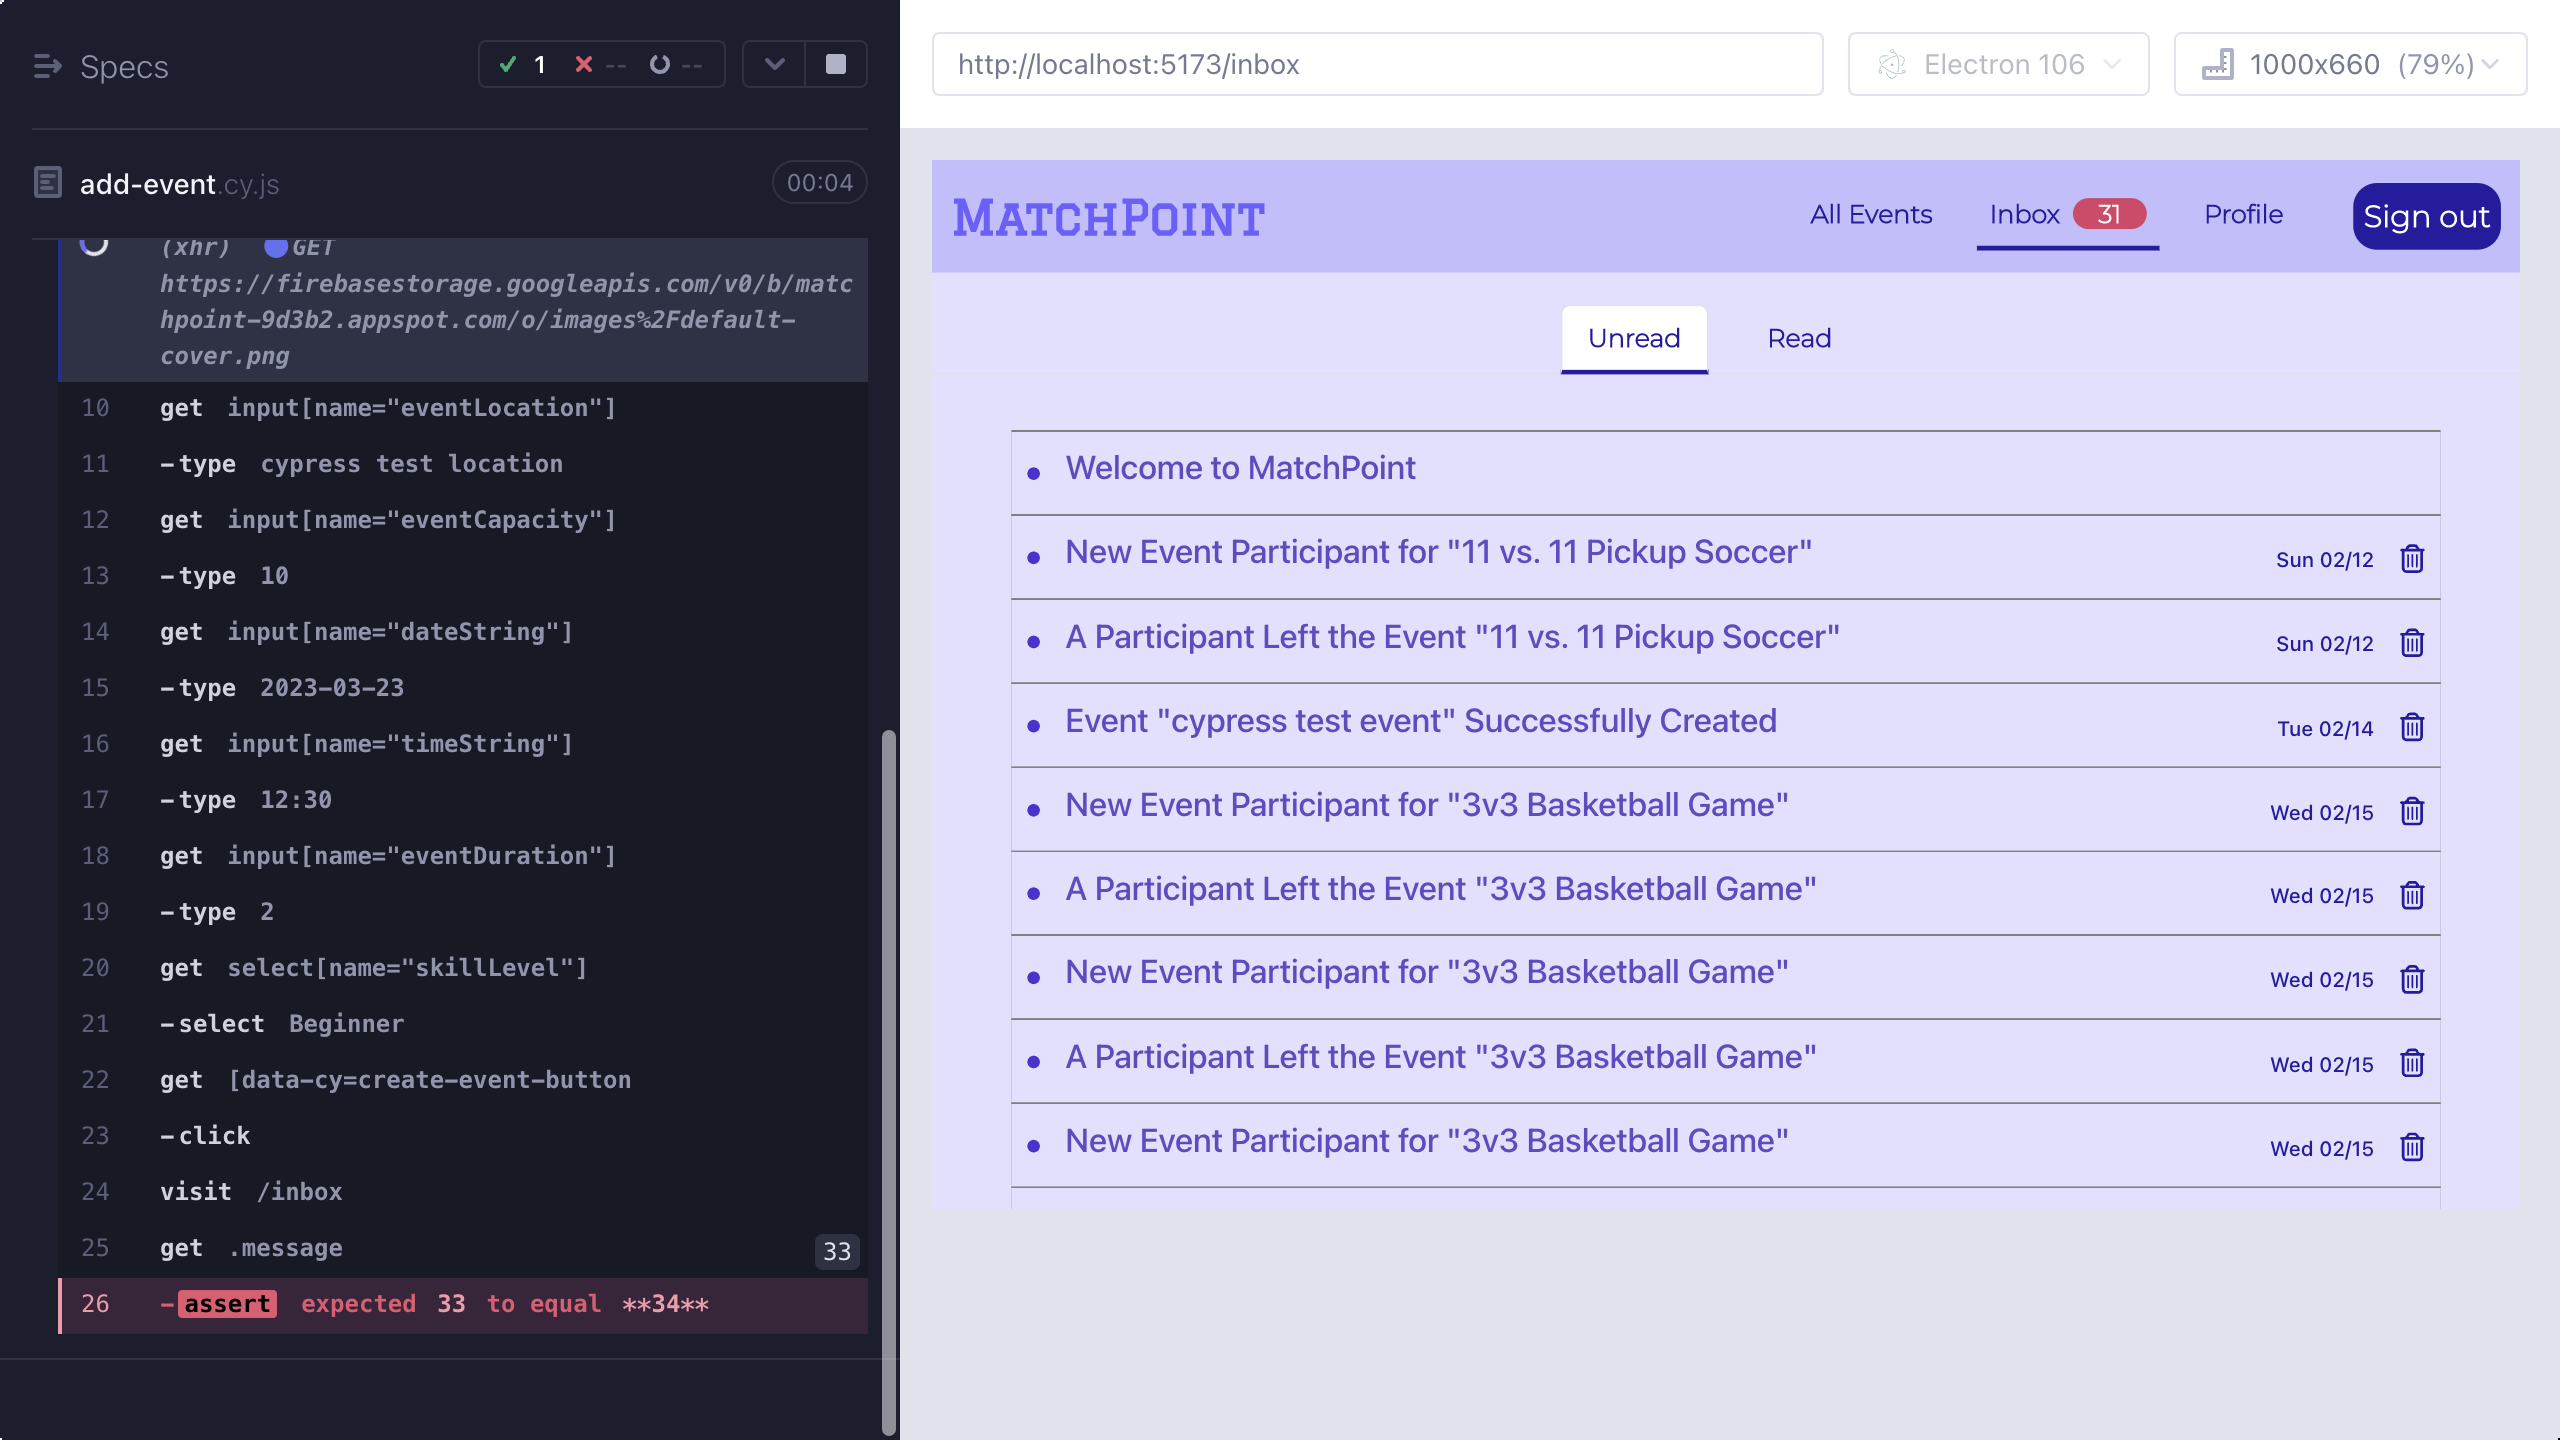 Specs
1 -- --
add-event.cy.js
00:04
(xhr) GET
https://firebasestorage.googleapis.com/v0/b/matc
hpoint-9d3b2.appspot.com/o/images%2Fdefault-
cover.png
10 get input[name="eventLocation"]
11 -type cypress test location
12 get input[name="eventCapacity"]
13 -type 10
14 get input[name="dateString"]
15 -type 2023-03-23
16 get input[name="timeString"]
17 -type 12:30
18 get input[name="eventDuration"]
19 -type 2
20 get select[name="skillLevel"]
21 -select Beginner
22 get [data-cy=create-event-button
23 -click
24 visit /inbox
25 get .message 33
26 -assert expected 33 to equal **34**
http://localhost:5173/inbox
Electron 106
1000x660 (79%)
MATCHPOINT
All Events
Inbox 31
Profile
Sign out
Unread
Read
Welcome to MatchPoint
New Event Participant for "11 vs. 11 Pickup Soccer" Sun 02/12
A Participant Left the Event "11 vs. 11 Pickup Soccer" Sun 02/12
Event "cypress test event" Successfully Created Tue 02/14
New Event Participant for "3v3 Basketball Game" Wed 02/15
A Participant Left the Event "3v3 Basketball Game" Wed 02/15
New Event Participant for "3v3 Basketball Game" Wed 02/15
A Participant Left the Event "3v3 Basketball Game" Wed 02/15
New Event Participant for "3v3 Basketball Game" Wed 02/15